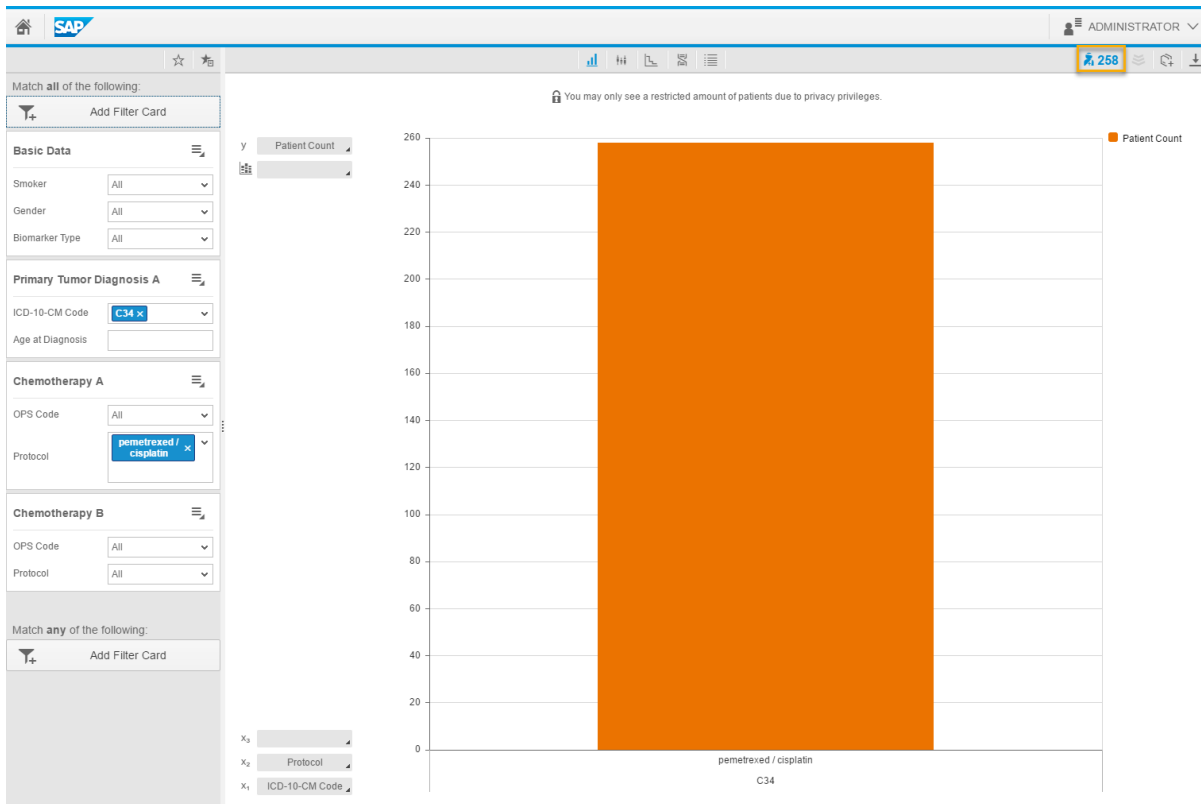 SAP
ADMINISTRATOR
258
Match all of the following:
Add Filter Card
Basic Data
Smoker All
Gender All
Biomarker Type All
Primary Tumor Diagnosis A
ICD-10-CM Code C34 ×
Age at Diagnosis
Chemotherapy A
OPS Code All
Protocol pemetrexed / cisplatin ×
Chemotherapy B
OPS Code All
Protocol All
Match any of the following:
Add Filter Card
You may only see a restricted amount of patients due to privacy privileges.
y Patient Count
260
240
220
200
180
160
140
120
100
80
60
40
20
0
Patient Count
x₃
x₂ Protocol
x₁ ICD-10-CM Code
pemetrexed / cisplatin
C34